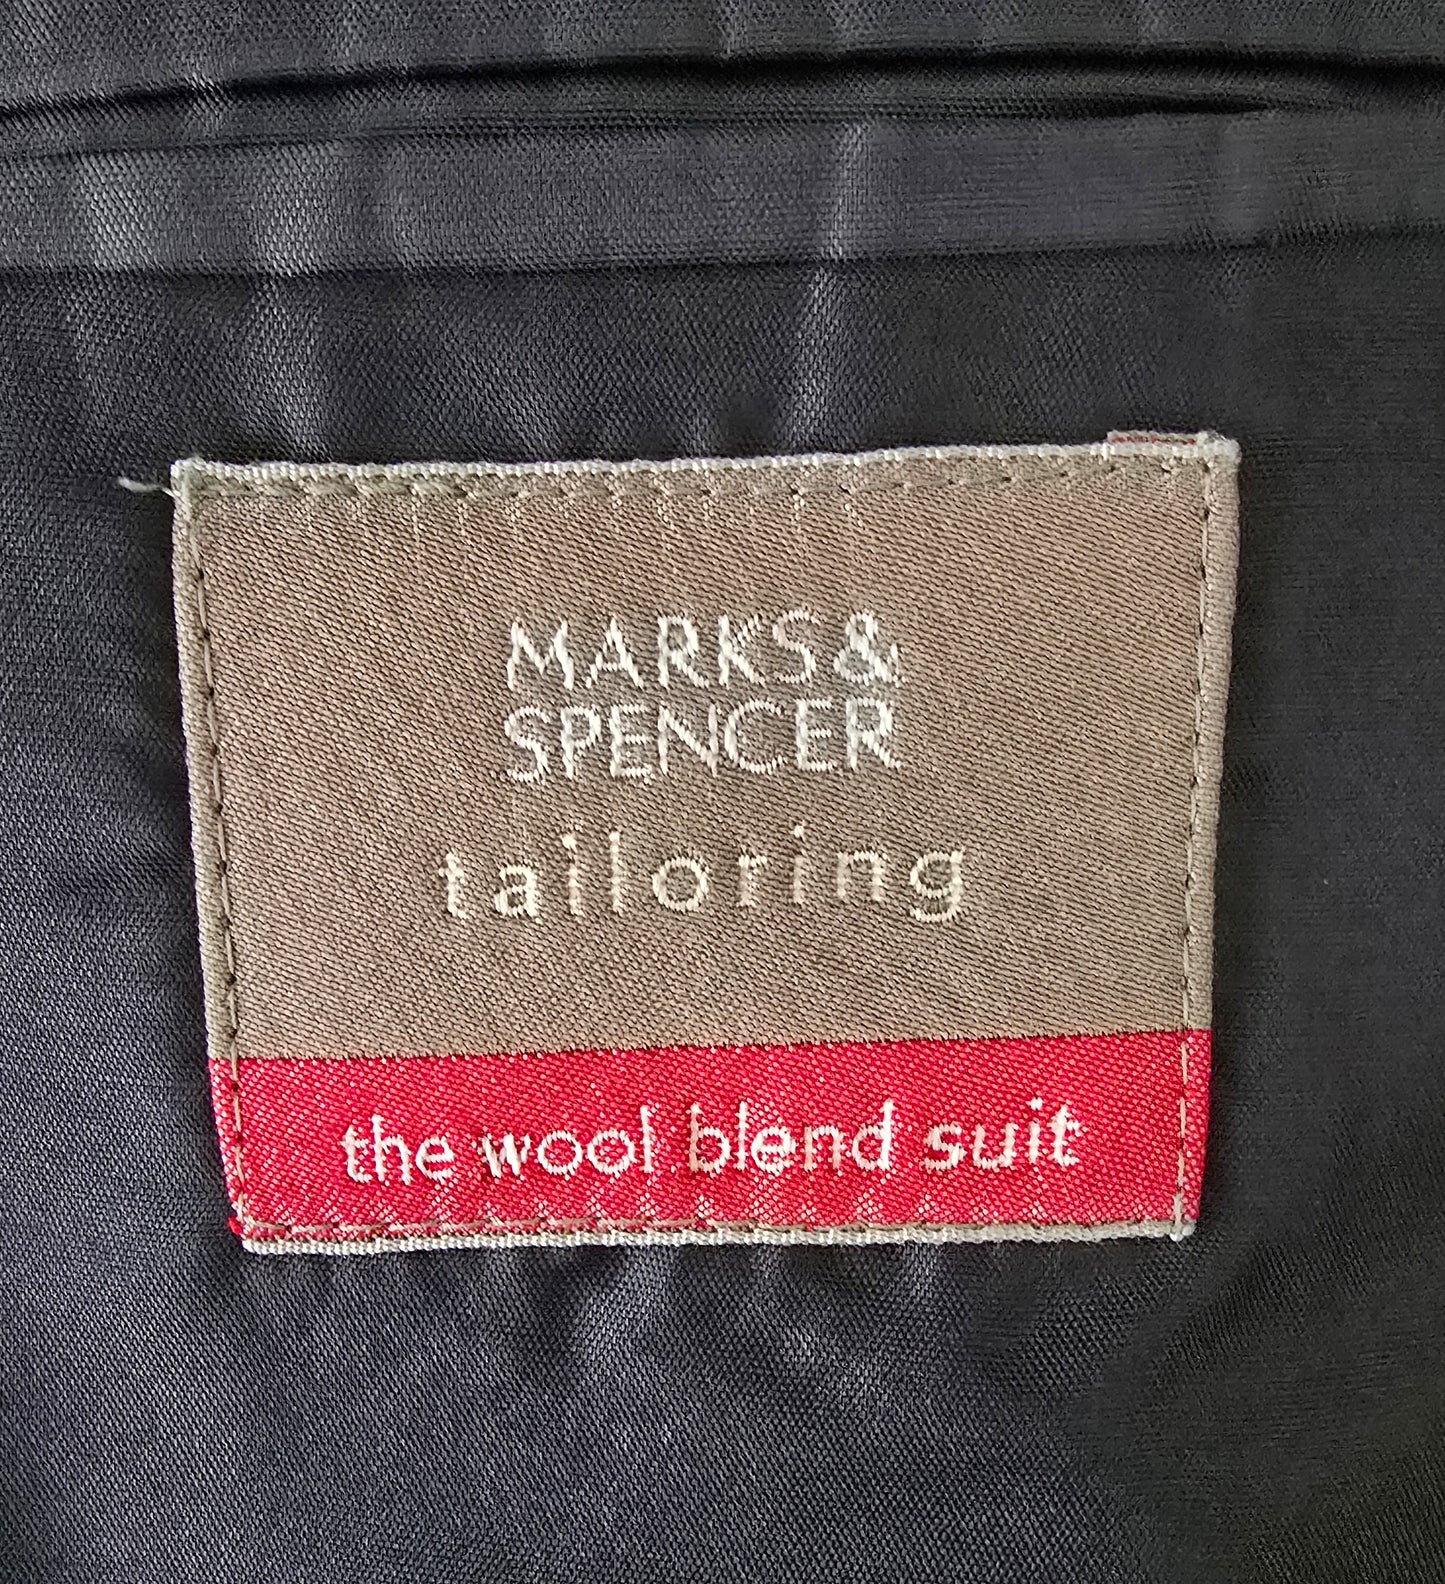 MARKS &
SPENCER
tailoring
the wool blend suit